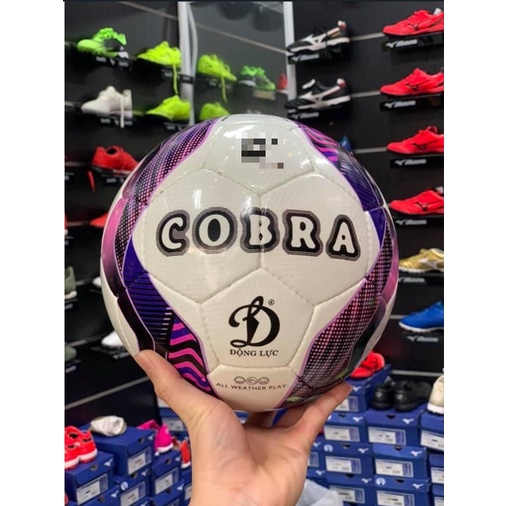 COBRA
®
ĐỘNG LỰC
ALL WEATHER PLAY